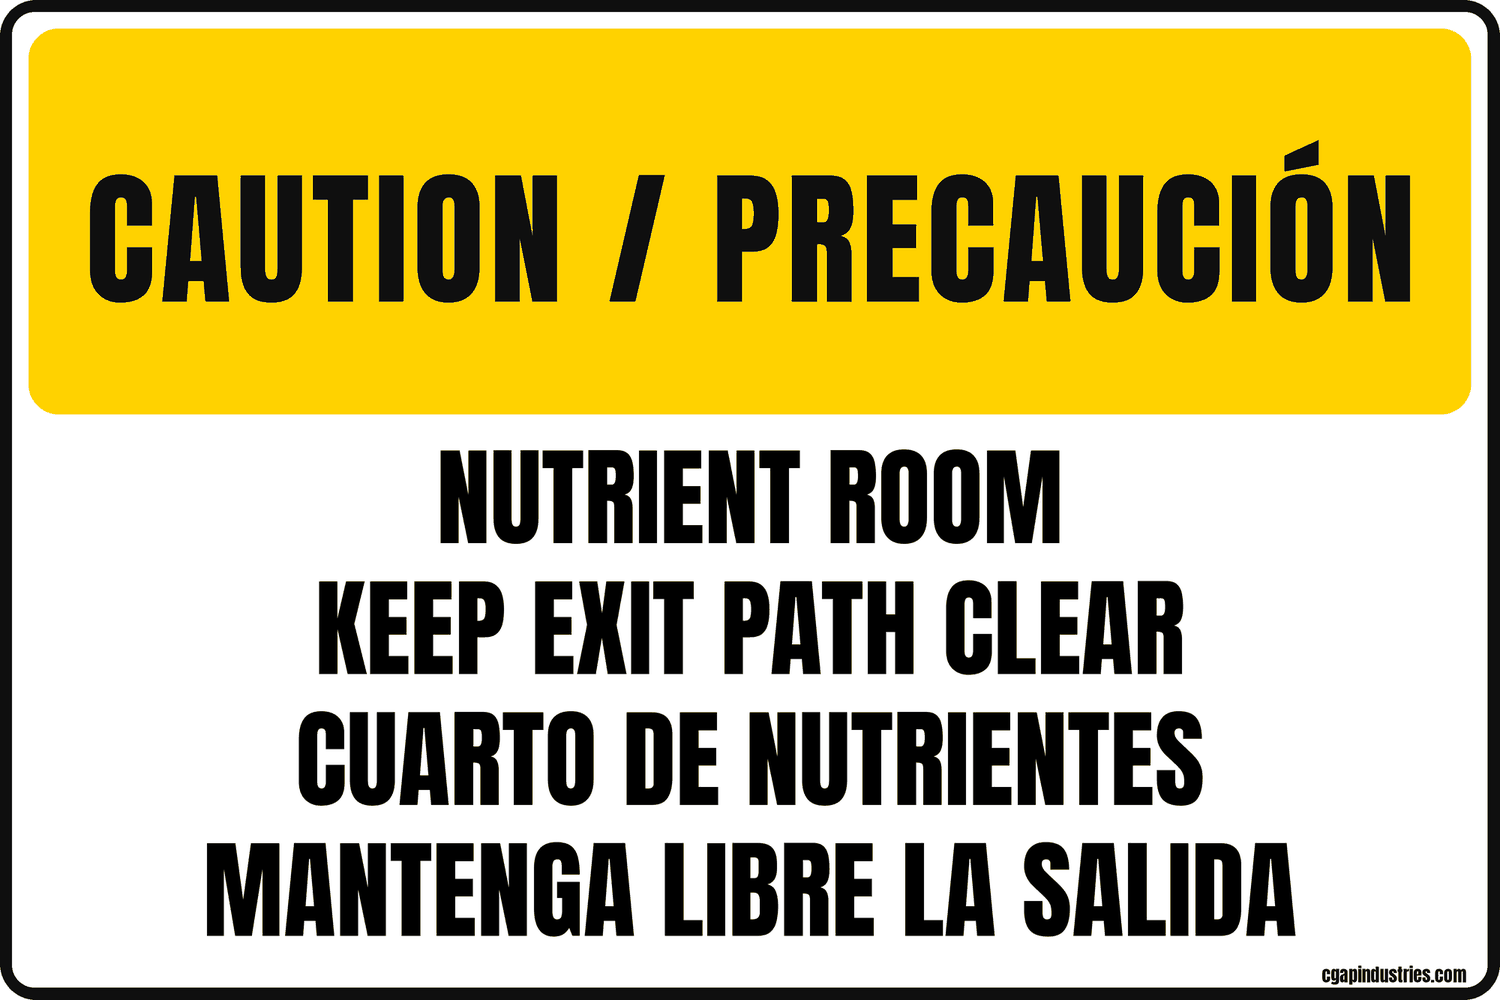 CAUTION / PRECAUCIÓN
NUTRIENT ROOM
KEEP EXIT PATH CLEAR
CUARTO DE NUTRIENTES
MANTENGA LIBRE LA SALIDA
cgapindustries.com